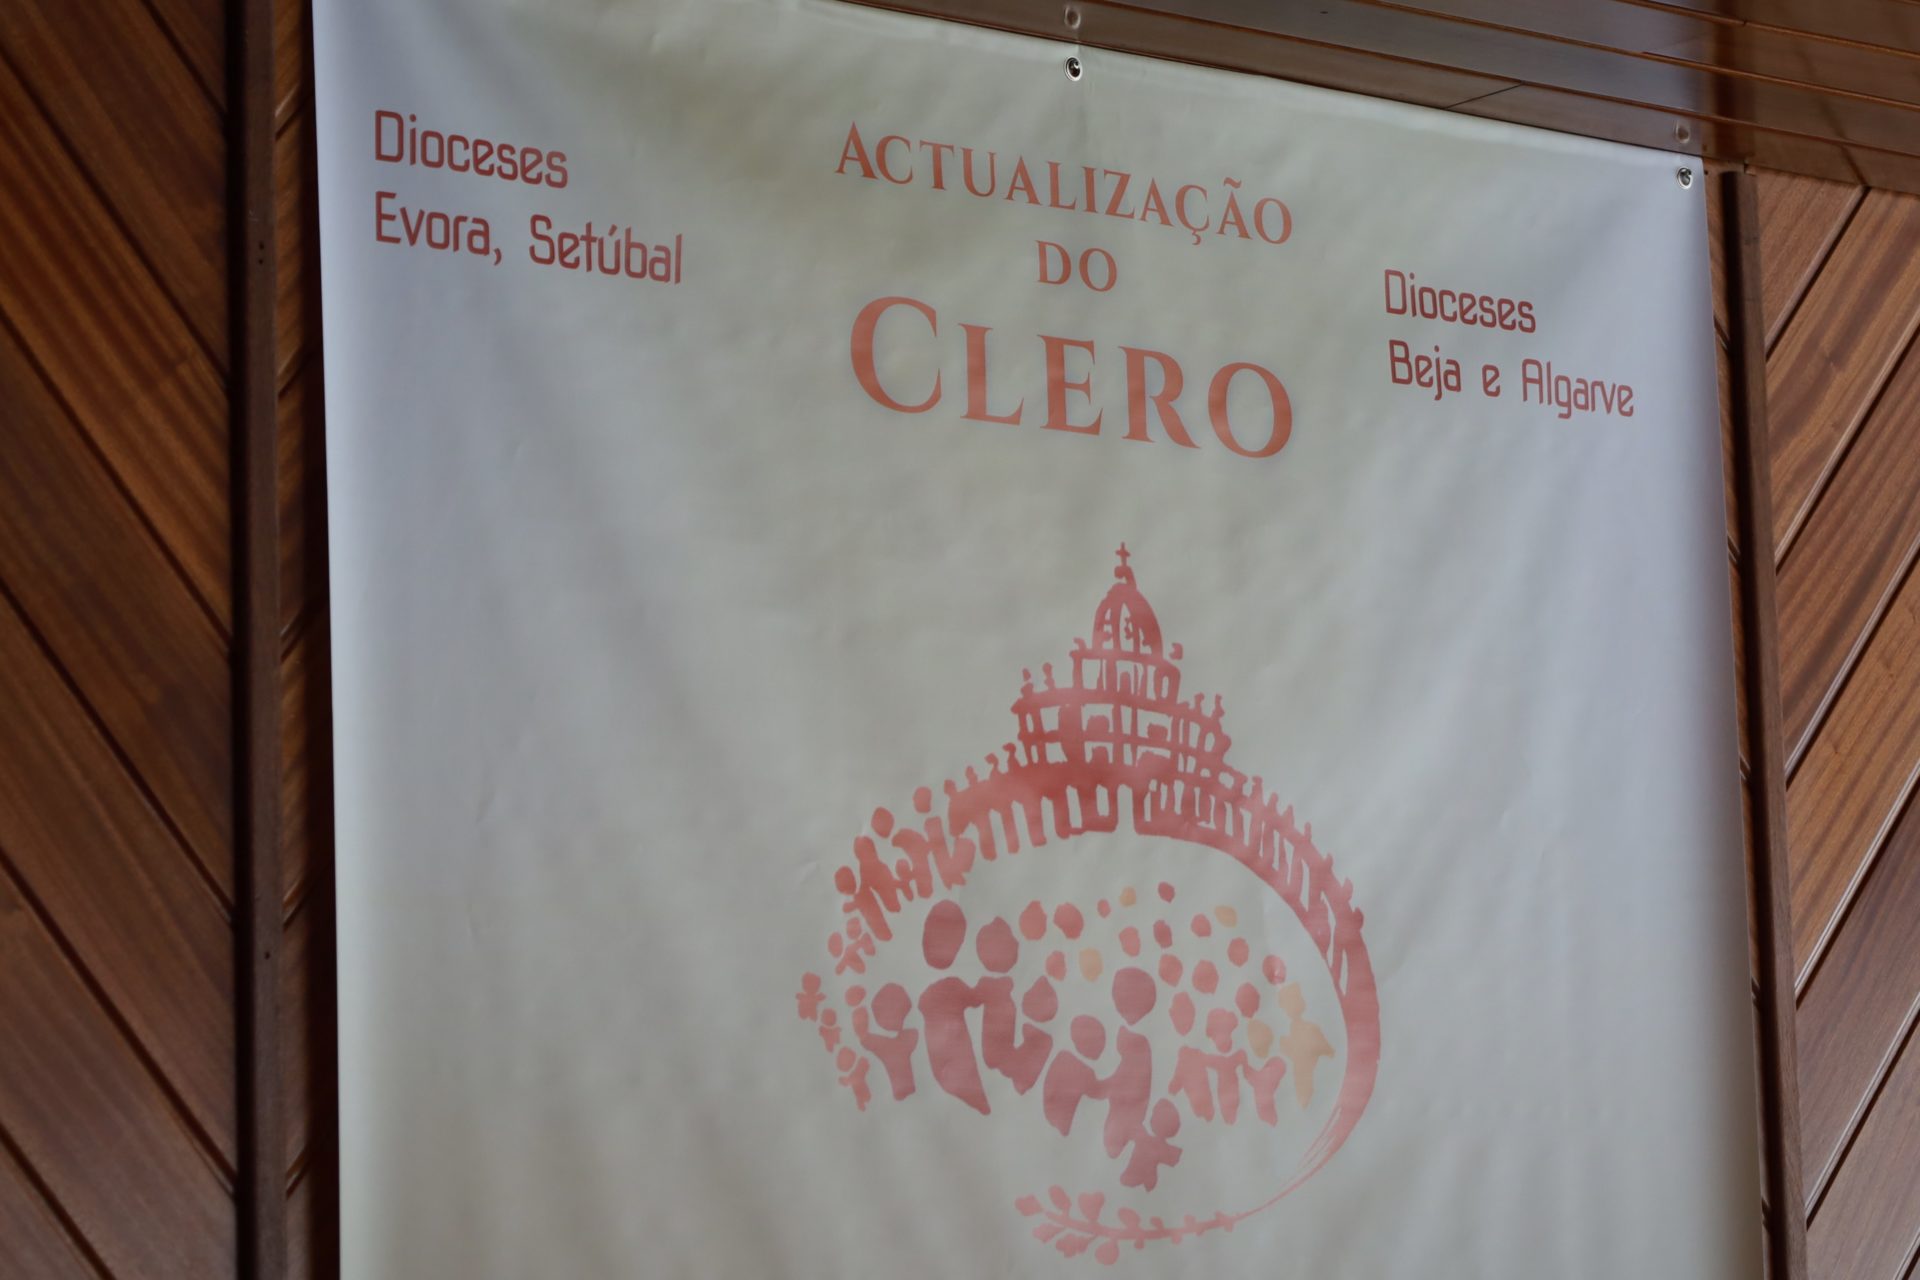 Dioceses
Evora, Setúbal
ACTUALIZAÇÃO
DO
CLERO
Dioceses
Beja e Algarve